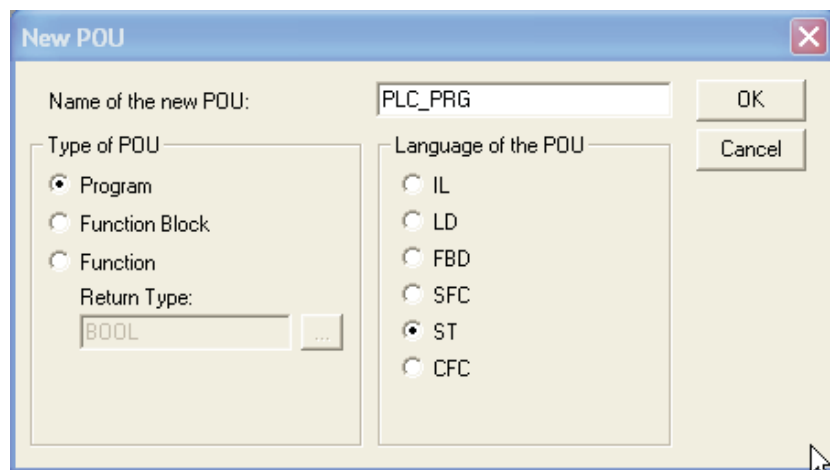 New POU
Name of the new POU:
PLC_PRG
OK
Cancel
Type of POU
Program
Function Block
Function
Return Type:
BOOL
...
Language of the POU
IL
LD
FBD
SFC
ST
CFC